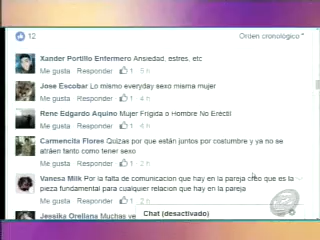 12
Orden cronológico
Xander Portillo Enfermero Ansiedad, estres, etc
Me gusta · Responder · 1 · 5 h
Jose Escobar Lo mismo everyday sexo misma mujer
Me gusta · Responder · 1 · 4 h
Rene Edgardo Aquino Mujer Frigida o Hombre No Erectil
Me gusta · Responder · 1 · 6 h
Carmencita Flores Quizas por que están juntos por costumbre y ya no se
atráen tanto como tener sexo
Me gusta · Responder · 1 · 2 h
Vanesa Milk Por la falta de comunicacion que hay en la pareja creo que es la
pieza fundamental para cualquier relacion que hay en la pareja
Me gusta · Responder · 1 · 2 h
Jessika Orellana Muchas ve
Chat (desactivado)